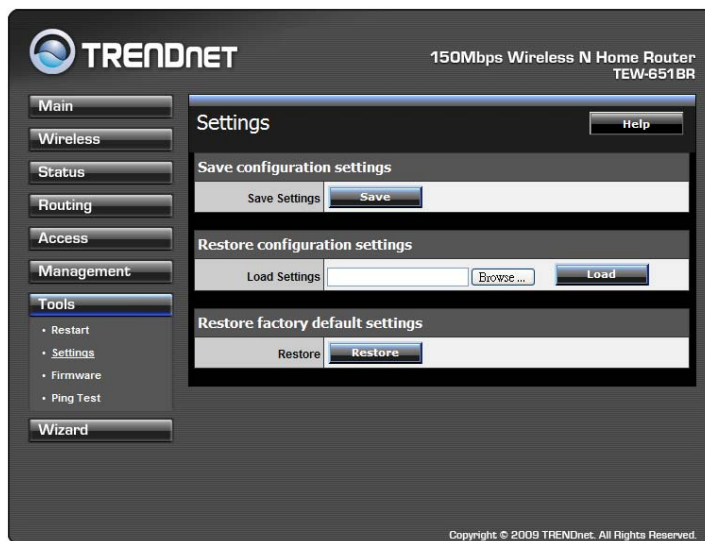 TRENDNET
150Mbps Wireless N Home Router
TEW-651BR
Main
Wireless
Status
Routing
Access
Management
Tools
• Restart
• Settings
• Firmware
• Ping Test
Wizard
Settings
Help
Save configuration settings
Save Settings
Save
Restore configuration settings
Load Settings
Browse...
Load
Restore factory default settings
Restore
Restore
Copyright © 2009 TRENDnet. All Rights Reserved.